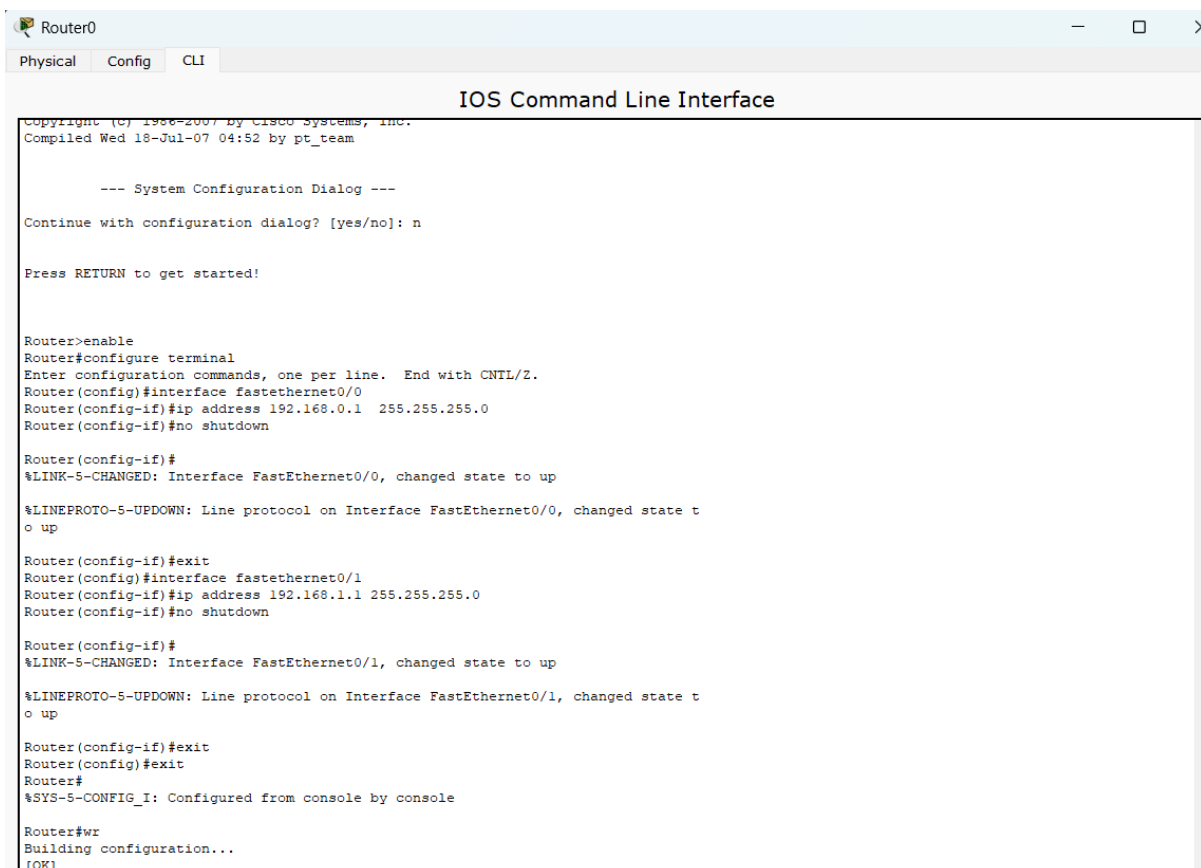 Router0
Physical Config CLI
IOS Command Line Interface
Copyright (c) 1986-2007 by Cisco Systems, Inc.
Compiled Wed 18-Jul-07 04:52 by pt_team
--- System Configuration Dialog ---
Continue with configuration dialog? [yes/no]: n
Press RETURN to get started!
Router>enable
Router#configure terminal
Enter configuration commands, one per line.  End with CNTL/Z.
Router(config)#interface fastethernet0/0
Router(config-if)#ip address 192.168.0.1  255.255.255.0
Router(config-if)#no shutdown
Router(config-if)#
%LINK-5-CHANGED: Interface FastEthernet0/0, changed state to up
%LINEPROTO-5-UPDOWN: Line protocol on Interface FastEthernet0/0, changed state t
o up
Router(config-if)#exit
Router(config)#interface fastethernet0/1
Router(config-if)#ip address 192.168.1.1 255.255.255.0
Router(config-if)#no shutdown
Router(config-if)#
%LINK-5-CHANGED: Interface FastEthernet0/1, changed state to up
%LINEPROTO-5-UPDOWN: Line protocol on Interface FastEthernet0/1, changed state t
o up
Router(config-if)#exit
Router(config)#exit
Router#
%SYS-5-CONFIG_I: Configured from console by console
Router#wr
Building configuration...
[OK]